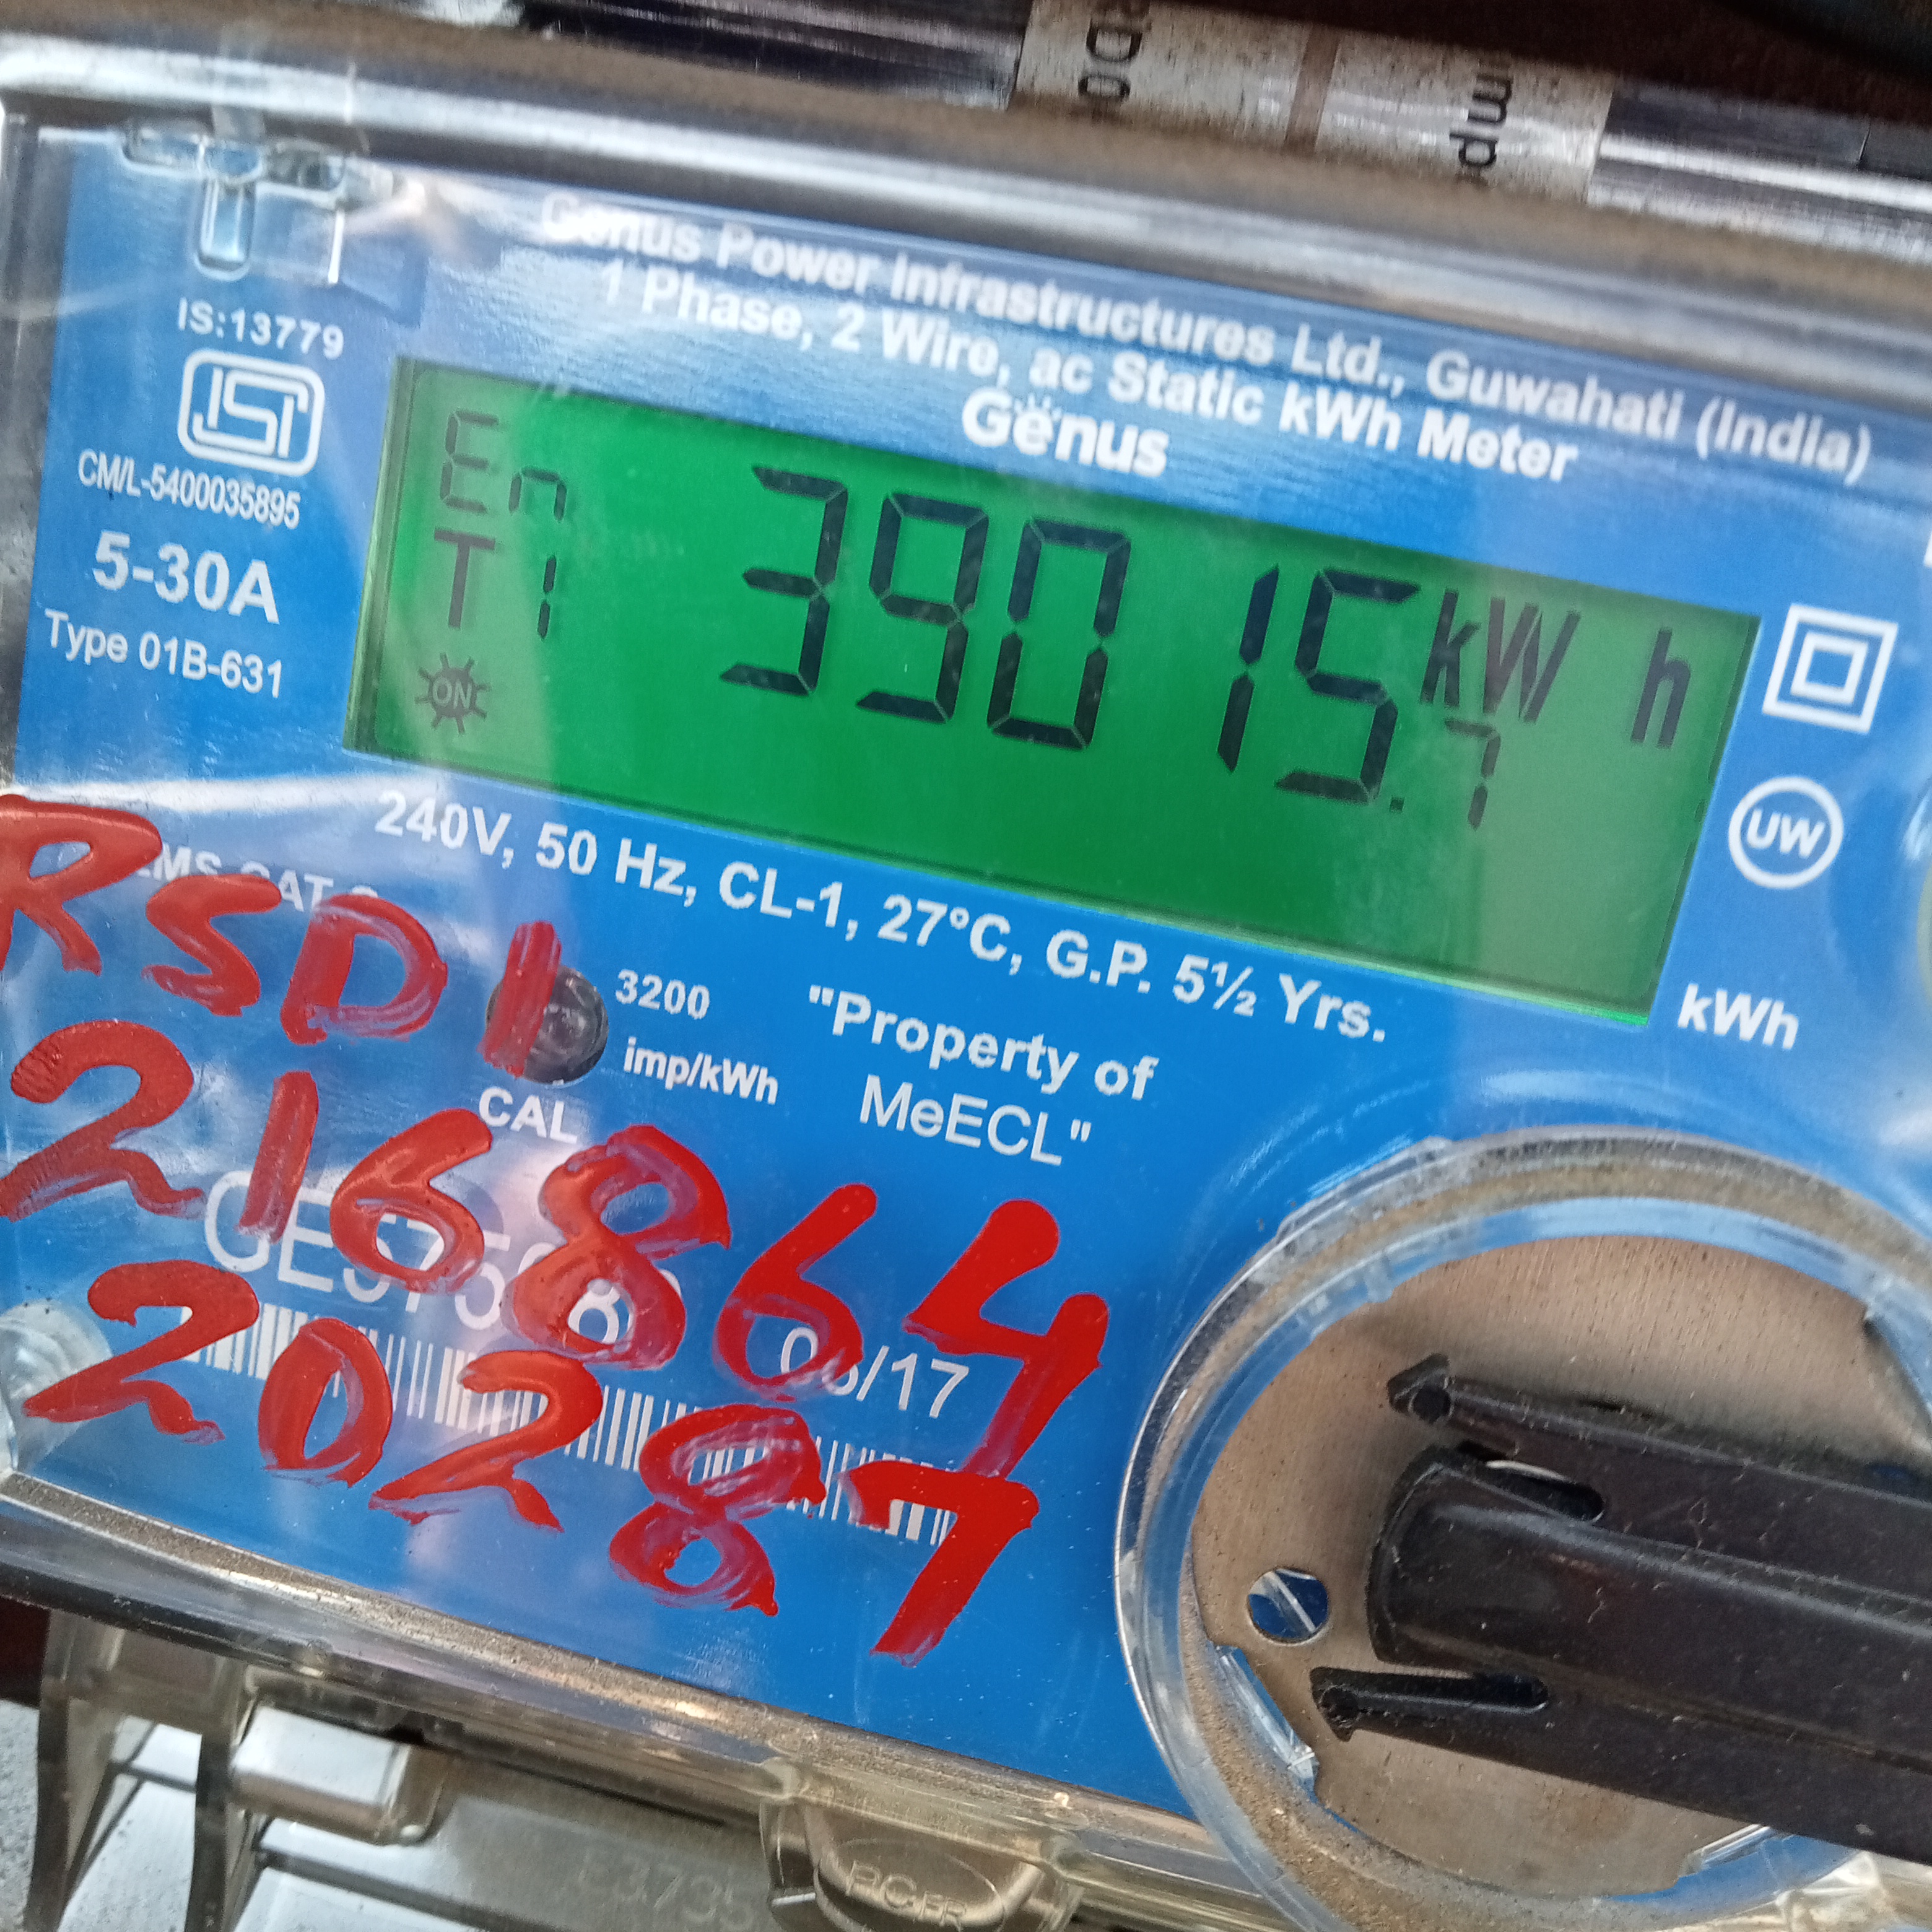 Genus Power Infrastructures Ltd., Guwahati (India)
1 Phase, 2 Wire, ac Static kWh Meter
Genus
IS:13779
ISI
CM/L-5400035895
5-30A
Type 01B-631
En
T1
ON
39015.7
kW h
UW
kWh
240V, 50 Hz, CL-1, 27°C, G.P. 5½ Yrs.
3200
imp/kWh
CAL
"Property of
MeECL"
RSD1
216864
20287
/17